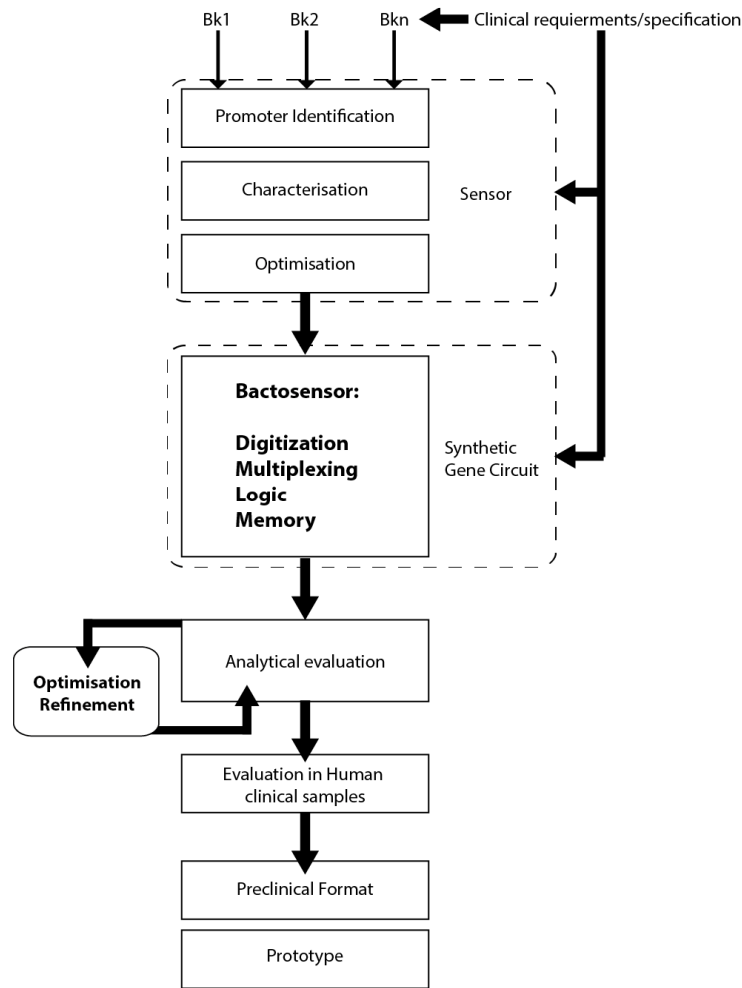 Bk1 Bk2 Bkn Clinical requierments/specification
Promoter Identification
Characterisation
Sensor
Optimisation
Bactosensor:
Digitization
Multiplexing
Logic
Memory
Synthetic
Gene Circuit
Analytical evaluation
Optimisation
Refinement
Evaluation in Human
clinical samples
Preclinical Format
Prototype